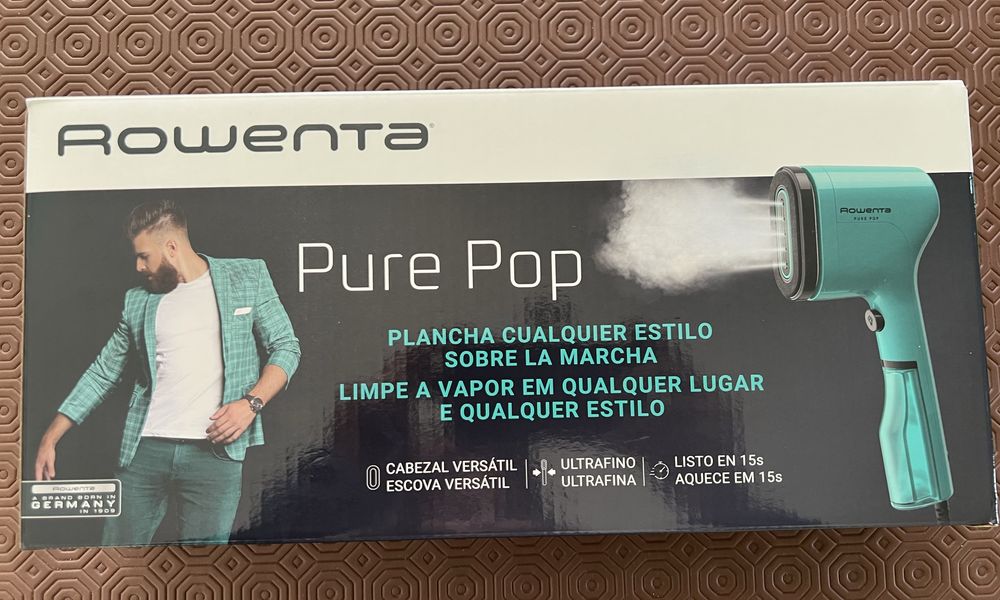 Rowenta
Rowenta
PURE POP
Pure Pop
PLANCHA CUALQUIER ESTILO
SOBRE LA MARCHA
LIMPE A VAPOR EM QUALQUER LUGAR
E QUALQUER ESTILO
CABEZAL VERSÁTIL
ESCOVA VERSÁTIL
ULTRAFINO
ULTRAFINA
LISTO EN 15s
AQUECE EM 15s
Rowenta
A BRAND BORN IN
GERMANY
IN 1909